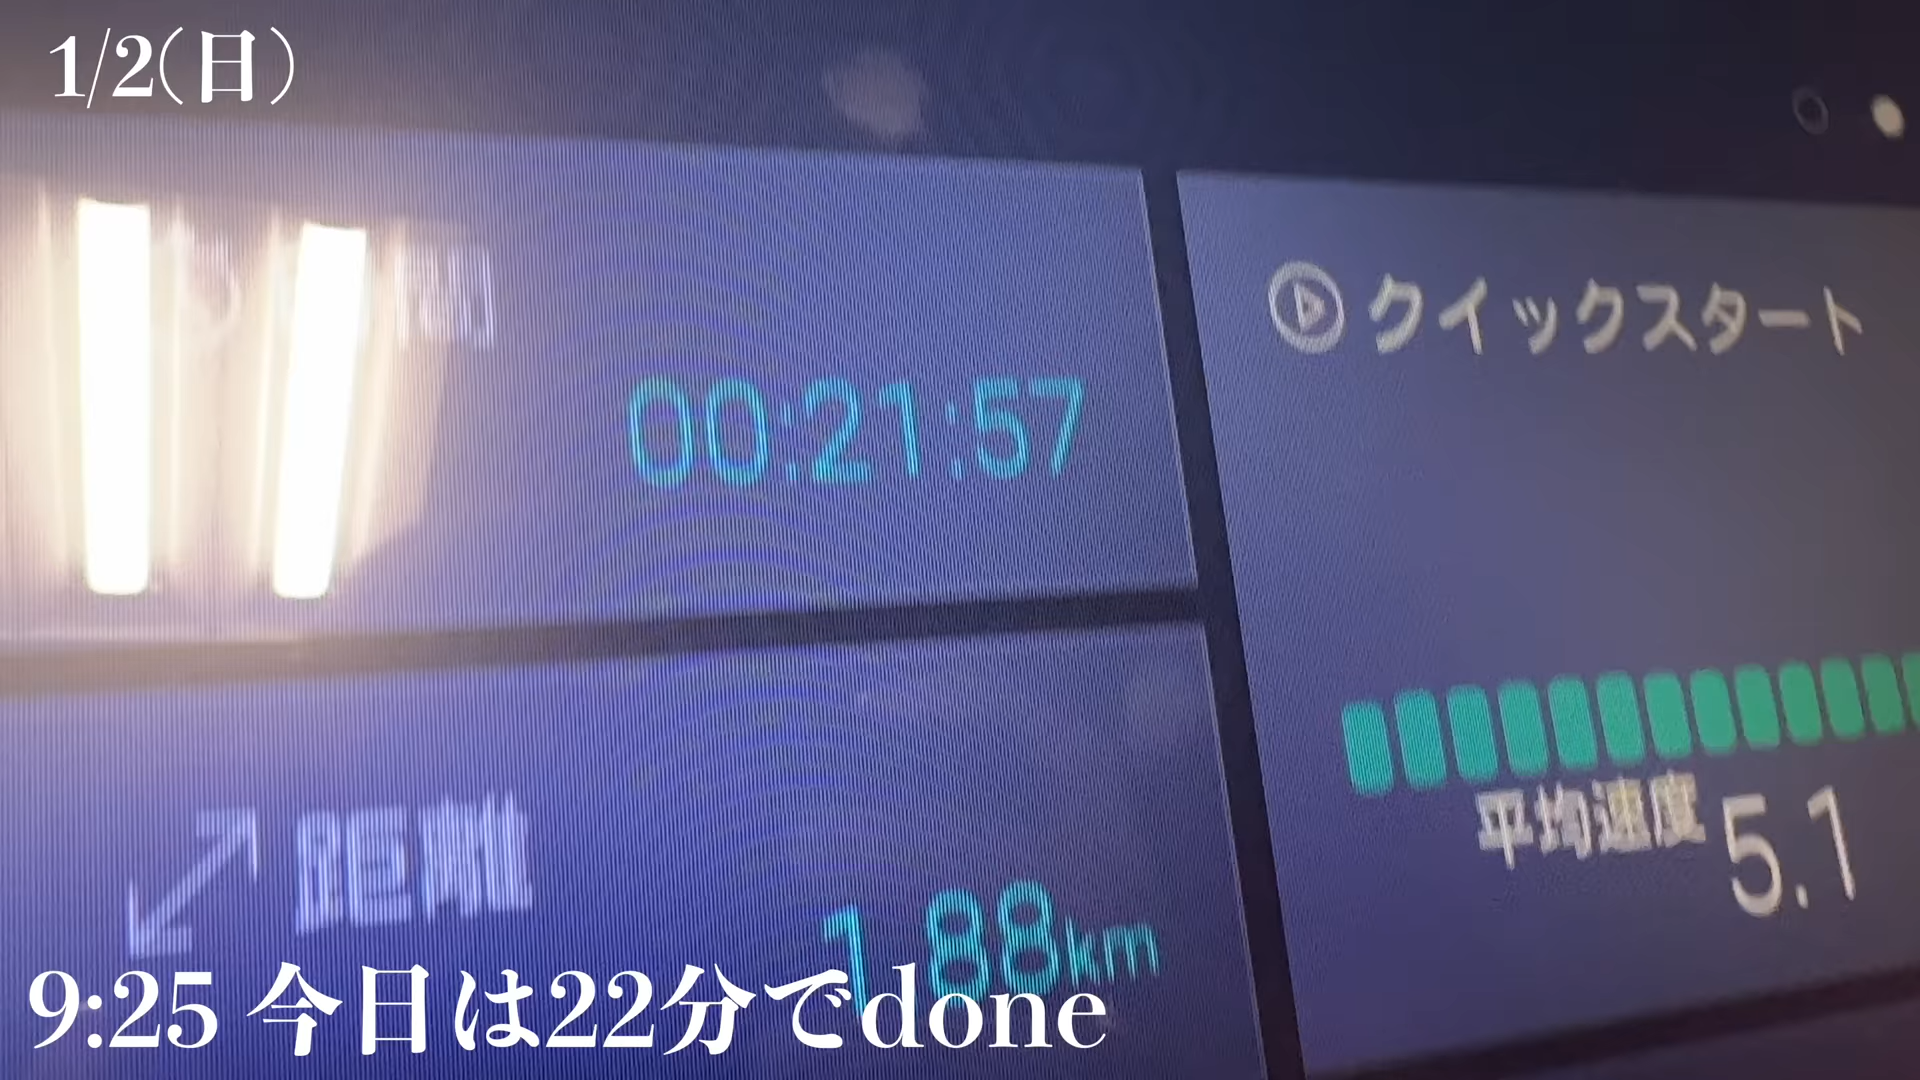 1/2(日)
間
00:21:57
クイックスタート
平均速度 5.1
距離
1.88km
9:25 今日は22分でdone